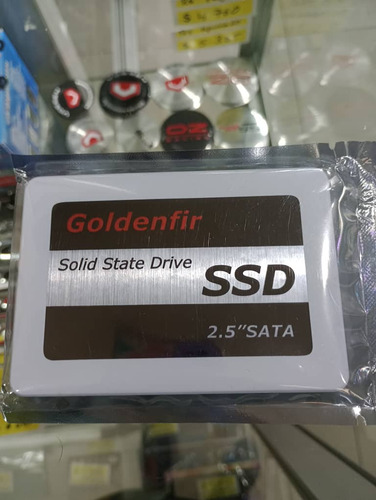 Goldenfir
Solid State Drive
SSD
2.5"SATA